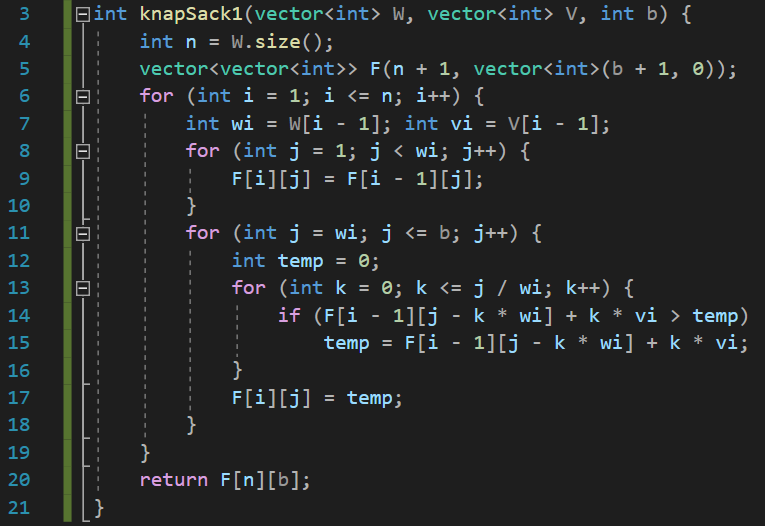 3 int knapSack1(vector<int> W, vector<int> V, int b) {
4     int n = W.size();
5     vector<vector<int>> F(n + 1, vector<int>(b + 1, 0));
6     for (int i = 1; i <= n; i++) {
7         int wi = W[i - 1]; int vi = V[i - 1];
8         for (int j = 1; j < wi; j++) {
9             F[i][j] = F[i - 1][j];
10         }
11         for (int j = wi; j <= b; j++) {
12             int temp = 0;
13             for (int k = 0; k <= j / wi; k++) {
14                 if (F[i - 1][j - k * wi] + k * vi > temp)
15                     temp = F[i - 1][j - k * wi] + k * vi;
16             }
17             F[i][j] = temp;
18         }
19     }
20     return F[n][b];
21 }